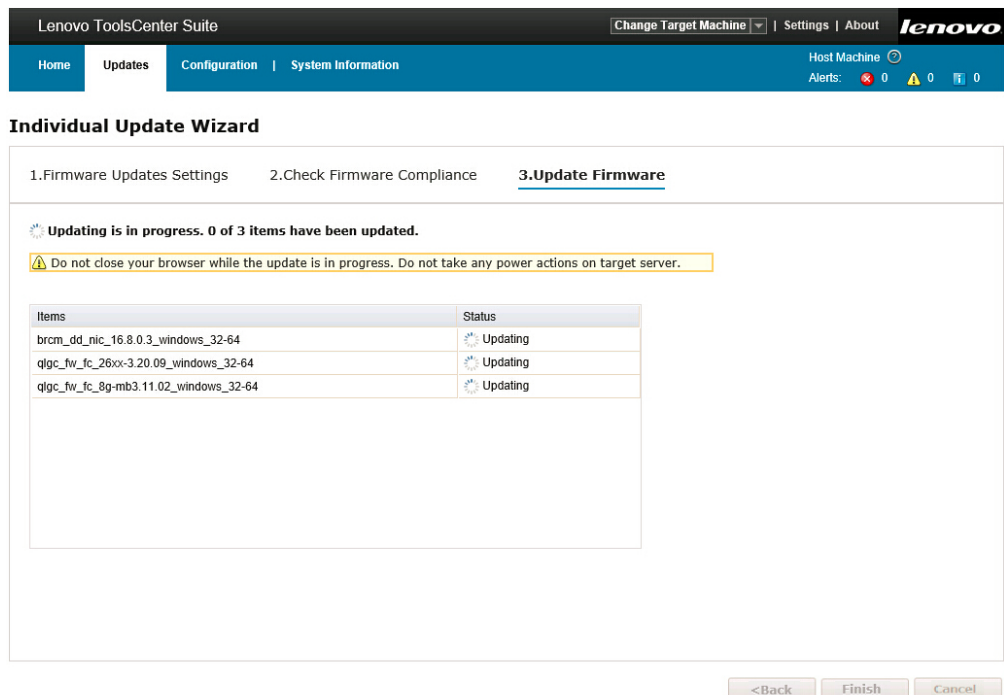 Lenovo ToolsCenter Suite
Change Target Machine | Settings | About
lenovo
Home Updates Configuration | System Information
Host Machine ?
Alerts: 0 0 0
Individual Update Wizard
1.Firmware Updates Settings 2.Check Firmware Compliance 3.Update Firmware
Updating is in progress. 0 of 3 items have been updated.
Do not close your browser while the update is in progress. Do not take any power actions on target server.
Items Status
brcm_dd_nic_16.8.0.3_windows_32-64 Updating
qlgc_fw_fc_26xx-3.20.09_windows_32-64 Updating
qlgc_fw_fc_8g-mb3.11.02_windows_32-64 Updating
<Back Finish Cancel